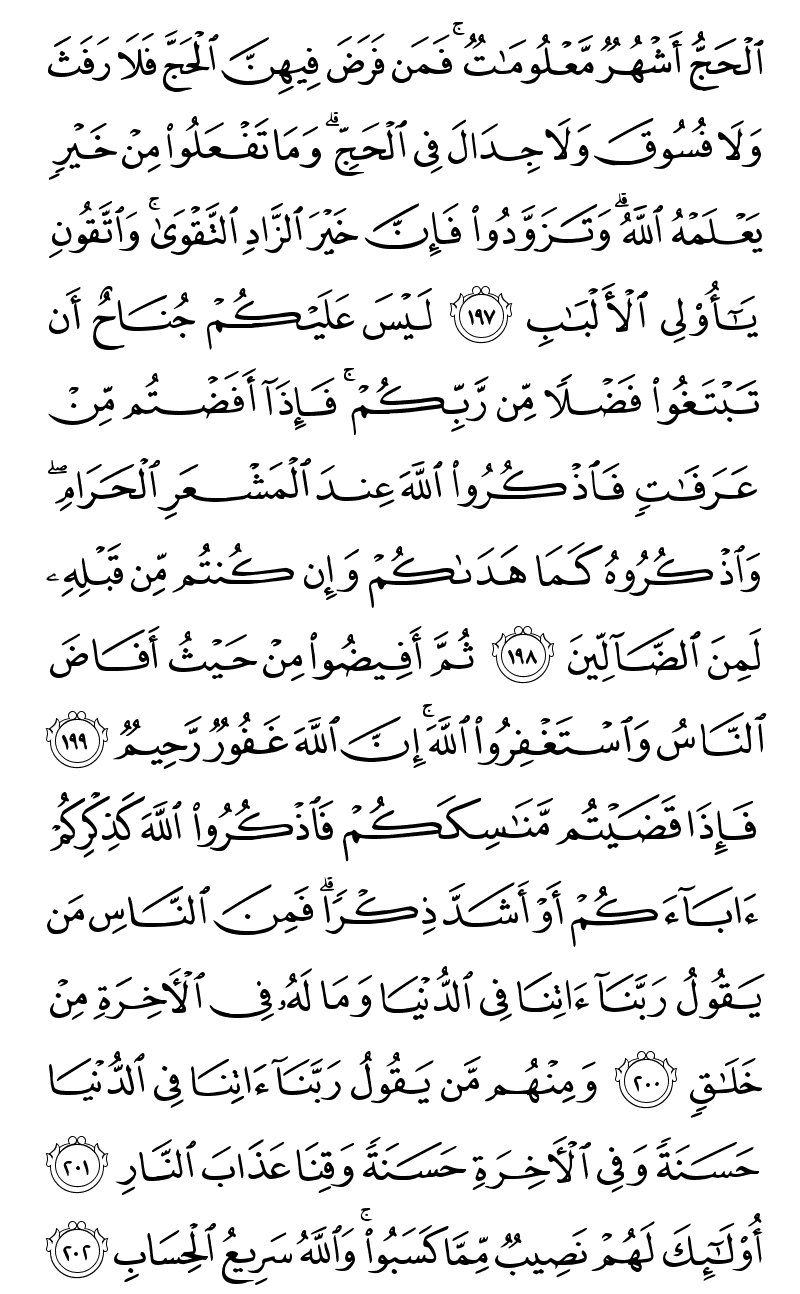 ٱلْحَجُّ أَشْهُرٌ مَّعْلُومَٰتٌ ۚ فَمَن فَرَضَ فِيهِنَّ ٱلْحَجَّ فَلَا رَفَثَ
وَلَا فُسُوقَ وَلَا جِدَالَ فِى ٱلْحَجِّ ۗ وَمَا تَفْعَلُوا۟ مِنْ خَيْرٍ
يَعْلَمْهُ ٱللَّهُ ۗ وَتَزَوَّدُوا۟ فَإِنَّ خَيْرَ ٱلزَّادِ ٱلتَّقْوَىٰ ۚ وَٱتَّقُونِ
يَٰٓأُو۟لِى ٱلْأَلْبَٰبِ ١٩٧ لَيْسَ عَلَيْكُمْ جُنَاحٌ أَن
تَبْتَغُوا۟ فَضْلًا مِّن رَّبِّكُمْ ۚ فَإِذَآ أَفَضْتُم مِّنْ
عَرَفَٰتٍ فَٱذْكُرُوا۟ ٱللَّهَ عِندَ ٱلْمَشْعَرِ ٱلْحَرَامِ ۖ
وَٱذْكُرُوهُ كَمَا هَدَىٰكُمْ وَإِن كُنتُم مِّن قَبْلِهِۦ
لَمِنَ ٱلضَّآلِّينَ ١٩٨ ثُمَّ أَفِيضُوا۟ مِنْ حَيْثُ أَفَاضَ
ٱلنَّاسُ وَٱسْتَغْفِرُوا۟ ٱللَّهَ ۚ إِنَّ ٱللَّهَ غَفُورٌ رَّحِيمٌ ١٩٩
فَإِذَا قَضَيْتُم مَّنَٰسِكَكُمْ فَٱذْكُرُوا۟ ٱللَّهَ كَذِكْرِكُمْ
ءَابَآءَكُمْ أَوْ أَشَدَّ ذِكْرًا ۗ فَمِنَ ٱلنَّاسِ مَن
يَقُولُ رَبَّنَآ ءَاتِنَا فِى ٱلدُّنْيَا وَمَا لَهُۥ فِى ٱلْـَٔاخِرَةِ مِنْ
خَلَٰقٍ ٢٠٠ وَمِنْهُم مَّن يَقُولُ رَبَّنَآ ءَاتِنَا فِى ٱلدُّنْيَا
حَسَنَةً وَفِى ٱلْـَٔاخِرَةِ حَسَنَةً وَقِنَا عَذَابَ ٱلنَّارِ ٢٠١
أُو۟لَٰٓئِكَ لَهُمْ نَصِيبٌ مِّمَّا كَسَبُوا۟ ۚ وَٱللَّهُ سَرِيعُ ٱلْحِسَابِ ٢٠٢